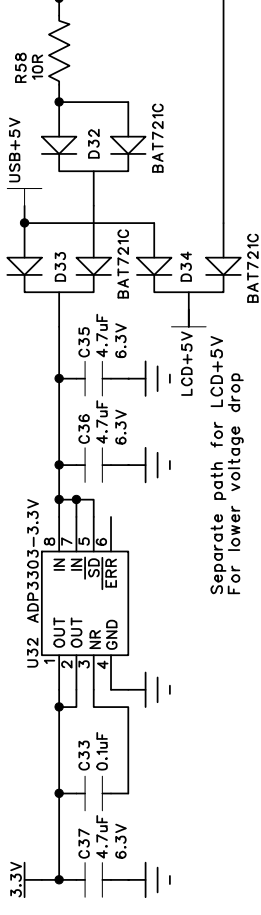 R58
10R
D32
BAT721C
USB+5V
D33
BAT721C
D34
BAT721C
LCD+5V
Separate path for LCD+5V
For lower voltage drop
C35
4.7uF
6.3V
C36
4.7uF
6.3V
U32 ADP3303-3.3V
1 OUT
2 OUT
3 NR
4 GND
IN 8
IN 7
SD 5
ERR 6
C33
0.1uF
C37
4.7uF
6.3V
3.3V